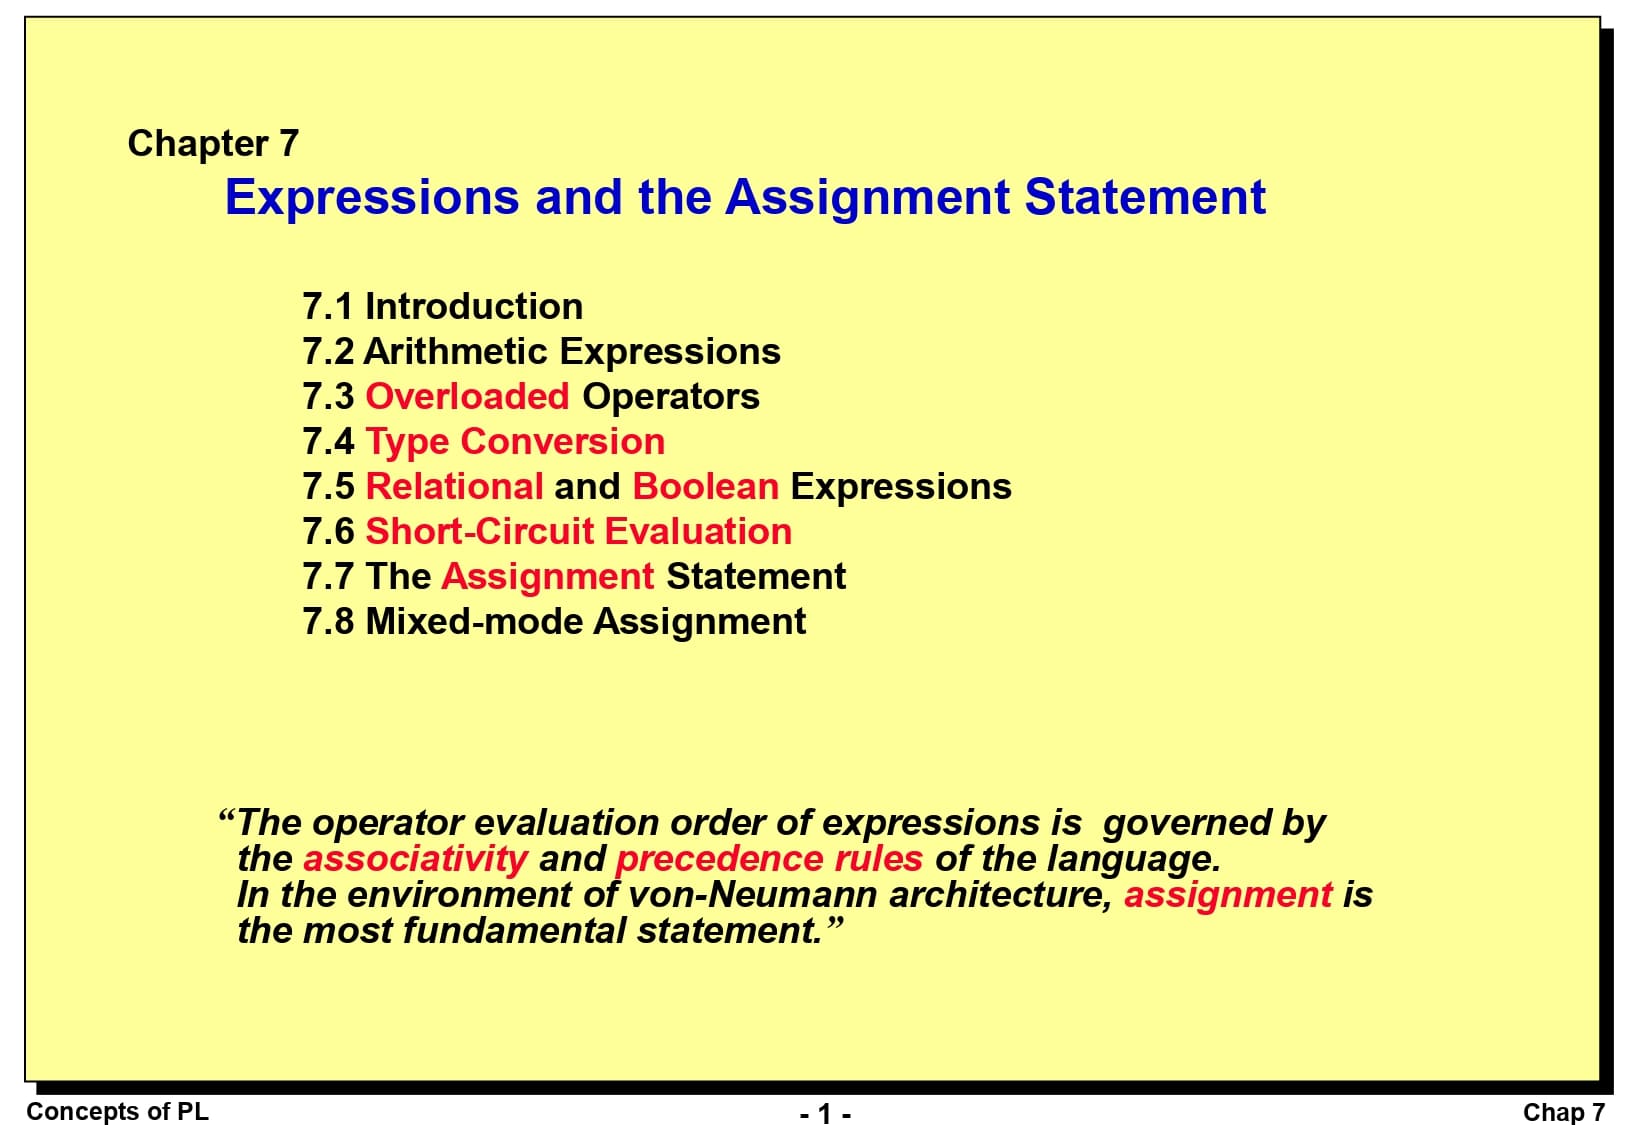 Chapter 7
Expressions and the Assignment Statement
7.1 Introduction
7.2 Arithmetic Expressions
7.3 Overloaded Operators
7.4 Type Conversion
7.5 Relational and Boolean Expressions
7.6 Short-Circuit Evaluation
7.7 The Assignment Statement
7.8 Mixed-mode Assignment
“The operator evaluation order of expressions is  governed by
the associativity and precedence rules of the language.
In the environment of von-Neumann architecture, assignment is
the most fundamental statement.”
Concepts of PL
- 1 -
Chap 7